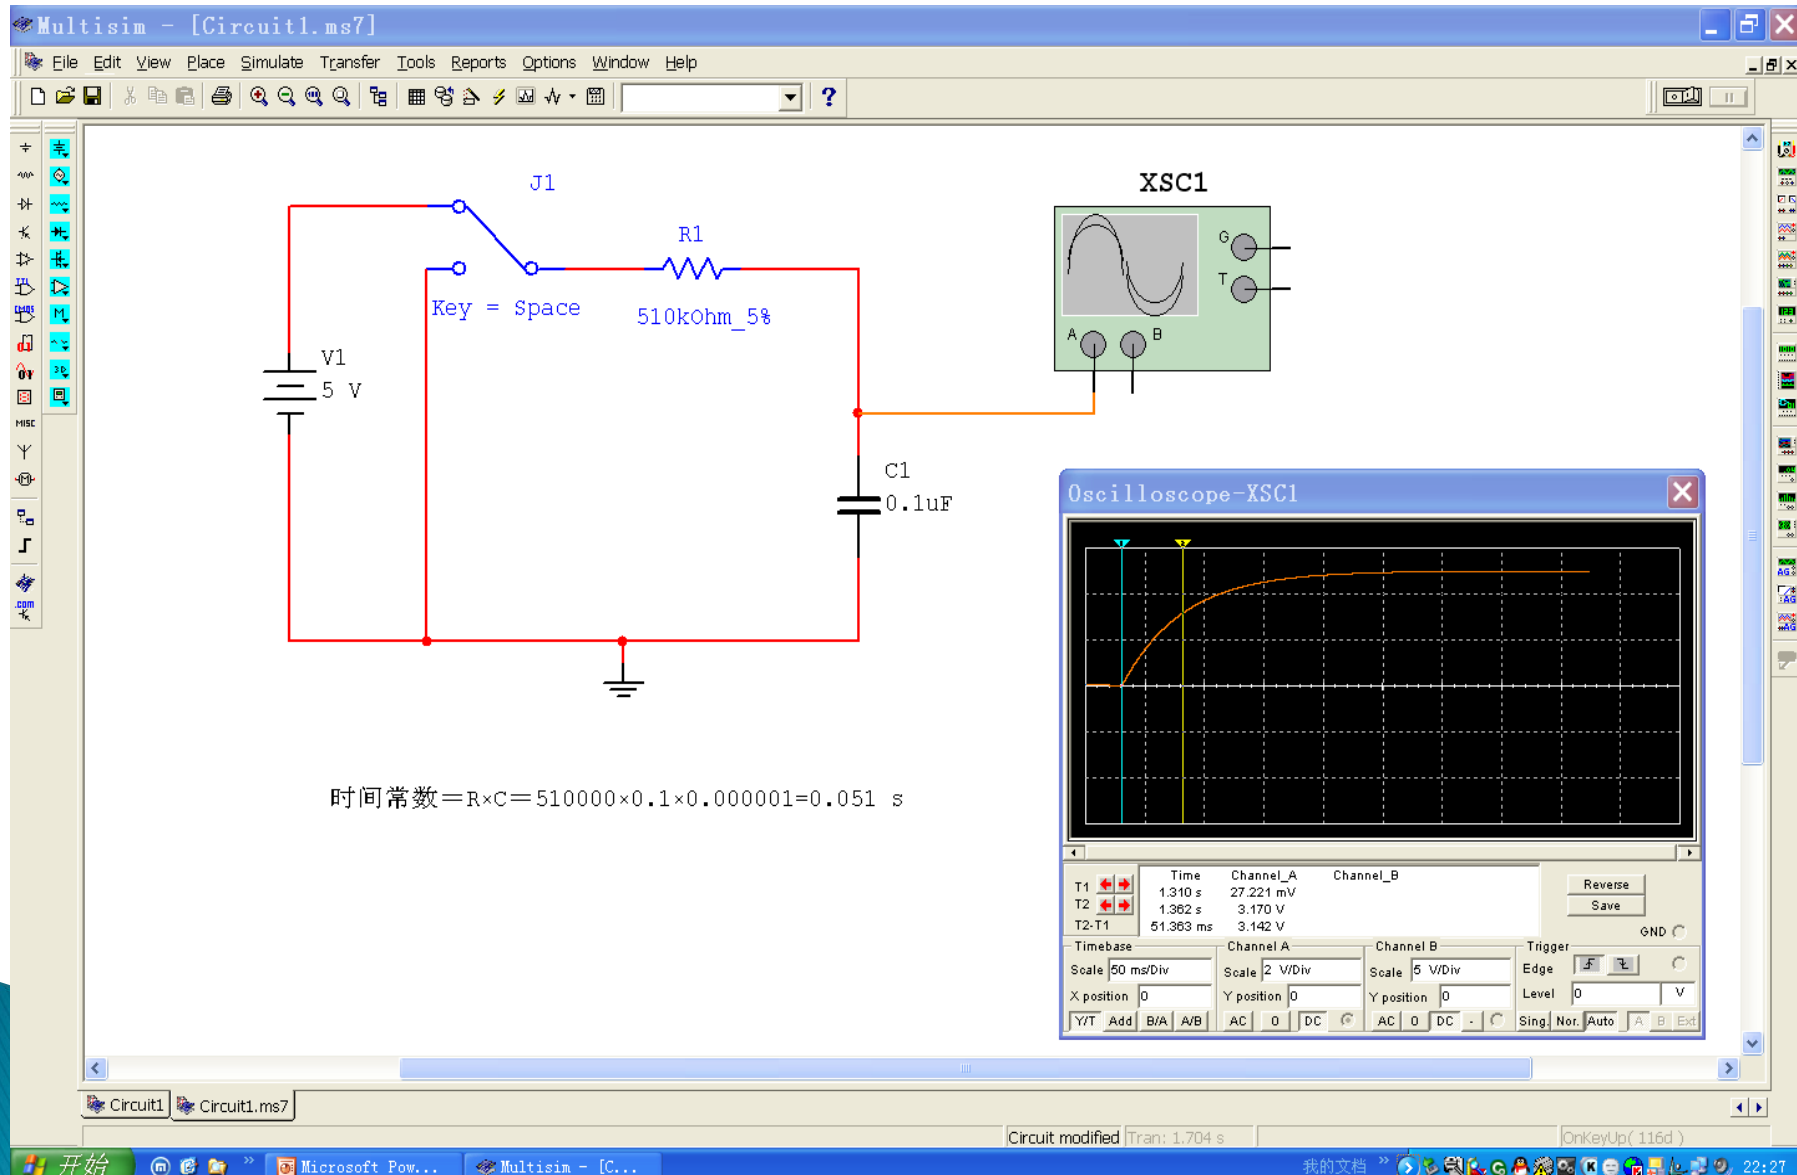 Multisim - [Circuit1.ms7]
File Edit View Place Simulate Transfer Tools Reports Options Window Help
J1
Key = Space
R1
510kOhm_5%
V1
5 V
C1
0.1uF
XSC1
G
T
A
B
时间常数＝R×C＝510000×0.1×0.000001=0.051 s
Oscilloscope-XSC1
Time Channel_A Channel_B
T1 1.310 s 27.221 mV
T2 1.362 s 3.170 V
T2-T1 51.363 ms 3.142 V
Reverse
Save
GND
Timebase Channel A Channel B Trigger
Scale 50 ms/Div Scale 2 V/Div Scale 5 V/Div Edge
X position 0 Y position 0 Y position 0 Level 0 V
Y/T Add B/A A/B AC 0 DC AC 0 DC - Sing. Nor. Auto A B Ext
MISC
.com
Circuit1 Circuit1.ms7
Circuit modified Tran: 1.704 s OnKeyUp( 116d )
开始 Microsoft Pow... Multisim - [C... 我的文档 22:27